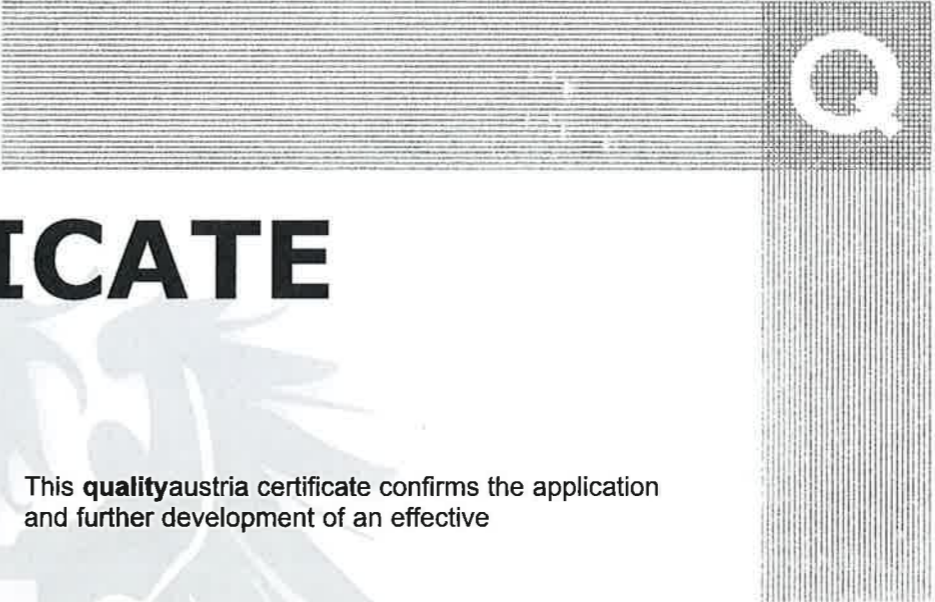 Q
ICATE
This qualityaustria certificate confirms the application
and further development of an effective